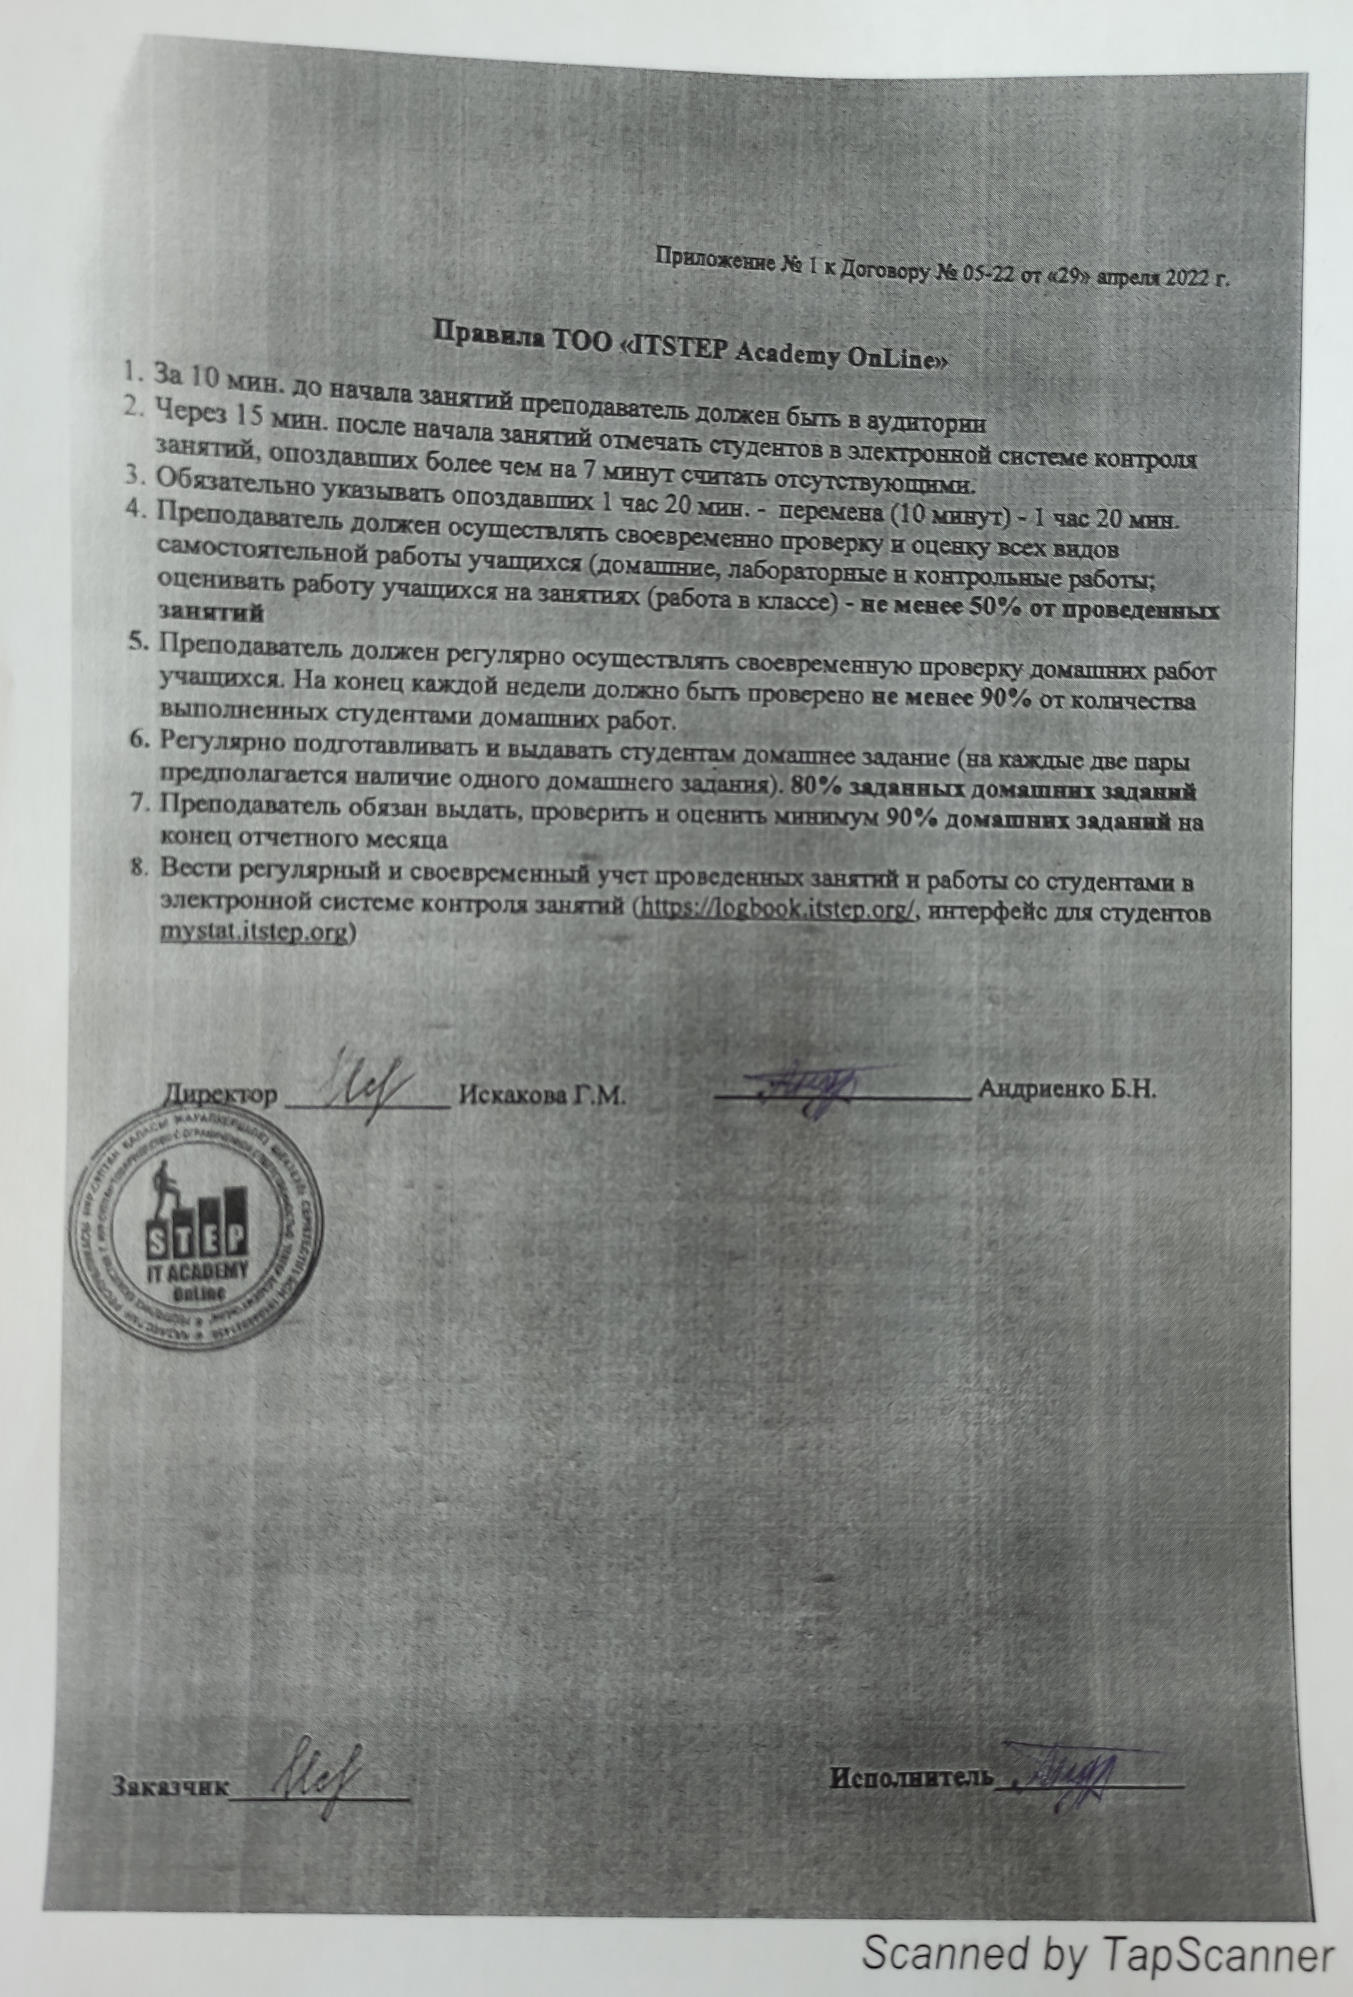 Приложение № 1 к Договору № 05-22 от «29» апреля 2022 г.
Правила ТОО «ITSTEP Academy OnLine»
1. За 10 мин. до начала занятий преподаватель должен быть в аудитории
2. Через 15 мин. после начала занятий отмечать студентов в электронной системе контроля
занятий, опоздавших более чем на 7 минут считать отсутствующими.
3. Обязательно указывать опоздавших 1 час 20 мин. - перемена (10 минут) - 1 час 20 мин.
4. Преподаватель должен осуществлять своевременно проверку и оценку всех видов
самостоятельной работы учащихся (домашние, лабораторные и контрольные работы;
оценивать работу учащихся на занятиях (работа в классе) - не менее 50% от проведенных
занятий
5. Преподаватель должен регулярно осуществлять своевременную проверку домашних работ
учащихся. На конец каждой недели должно быть проверено не менее 90% от количества
выполненных студентами домашних работ.
6. Регулярно подготавливать и выдавать студентам домашнее задание (на каждые две пары
предполагается наличие одного домашнего задания). 80% заданных домашних заданий
7. Преподаватель обязан выдать, проверить и оценить минимум 90% домашних заданий на
конец отчетного месяца
8. Вести регулярный и своевременный учет проведенных занятий и работы со студентами в
электронной системе контроля занятий (https://logbook.itstep.org/, интерфейс для студентов
mystat.itstep.org)
Директор Искакова Г.М. Андриенко Б.Н.
STEP
IT ACADEMY
OnLine
Заказчик Исполнитель
Scanned by TapScanner